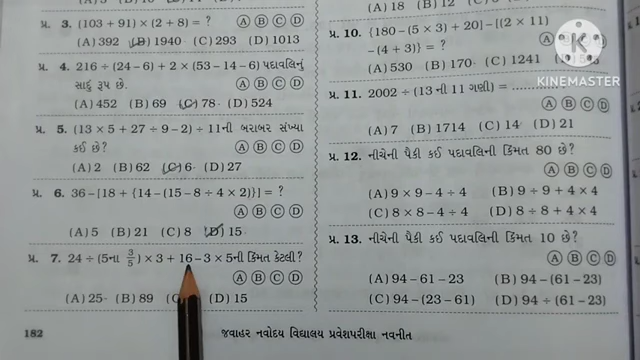 પ્ર. 3. (103 + 91) × (2 + 8) = ?
Ⓐ Ⓑ Ⓒ Ⓓ
(A) 392 (B) 1940 (C) 293 (D) 1013
પ્ર. 4. 216 ÷ (24 – 6) + 2 × (53 – 14 – 6) પદાવલિનું
સાદું રૂપ છે.
Ⓐ Ⓑ Ⓒ Ⓓ
(A) 452 (B) 69 (C) 78 (D) 524
પ્ર. 5. (13 × 5 + 27 ÷ 9 – 2) ÷ 11ની બરાબર સંખ્યા
કઈ છે?
Ⓐ Ⓑ Ⓒ Ⓓ
(A) 2 (B) 62 (C) 6 (D) 27
પ્ર. 6. 36 – [18 + {14 – (15 – 8 ÷ 4 × 2)}] = ?
Ⓐ Ⓑ Ⓒ Ⓓ
(A) 5 (B) 21 (C) 8 (D) 15
પ્ર. 7. 24 ÷ (5ના 3/5) × 3 + 16 – 3 × 5ની કિંમત કેટલી?
Ⓐ Ⓑ Ⓒ Ⓓ
(A) 25 (B) 89 (D) 15
182 જવાહર નવોદય વિદ્યાલય પ્રવેશપરીક્ષા નવનીત
(A) 18 (B) 12
પ્ર. 10. {180 – (5 × 3) + 20} – [(2 × 11)
– (4 + 3)} = ?
(A) 530 (B) 170 (C) 1241
KINEMASTER
પ્ર. 11. 2002 ÷ (13 ની 11 ગણી) = ............
Ⓐ Ⓑ Ⓒ Ⓓ
(A) 7 (B) 1714 (C) 14 (D) 21
પ્ર. 12. નીચેની પૈકી કઈ પદાવલિની કિંમત 80 છે?
Ⓐ Ⓑ Ⓒ Ⓓ
(A) 9 × 9 – 4 ÷ 4 (B) 9 ÷ 9 + 4 × 4
(C) 8 × 8 – 4 ÷ 4 (D) 8 ÷ 8 + 4 × 4
પ્ર. 13. નીચેની પૈકી કઈ પદાવલિની કિંમત 10 છે?
Ⓐ Ⓑ Ⓒ Ⓓ
(A) 94 – 61 – 23 (B) 94 – (61 – 23)
(C) 94 – (23 – 61) (D) 94 ÷ (61 – 23)